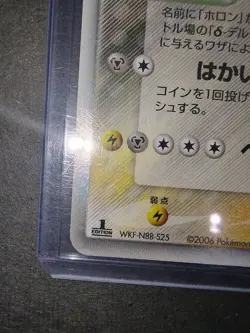 名前に「ホロン」
トル場の「δ-デル
に与えるワザによ
はかい
コインを1回投げ
シュする。
弱点
1 EDITION
WKF-N88-S25
©2006 Pokémon